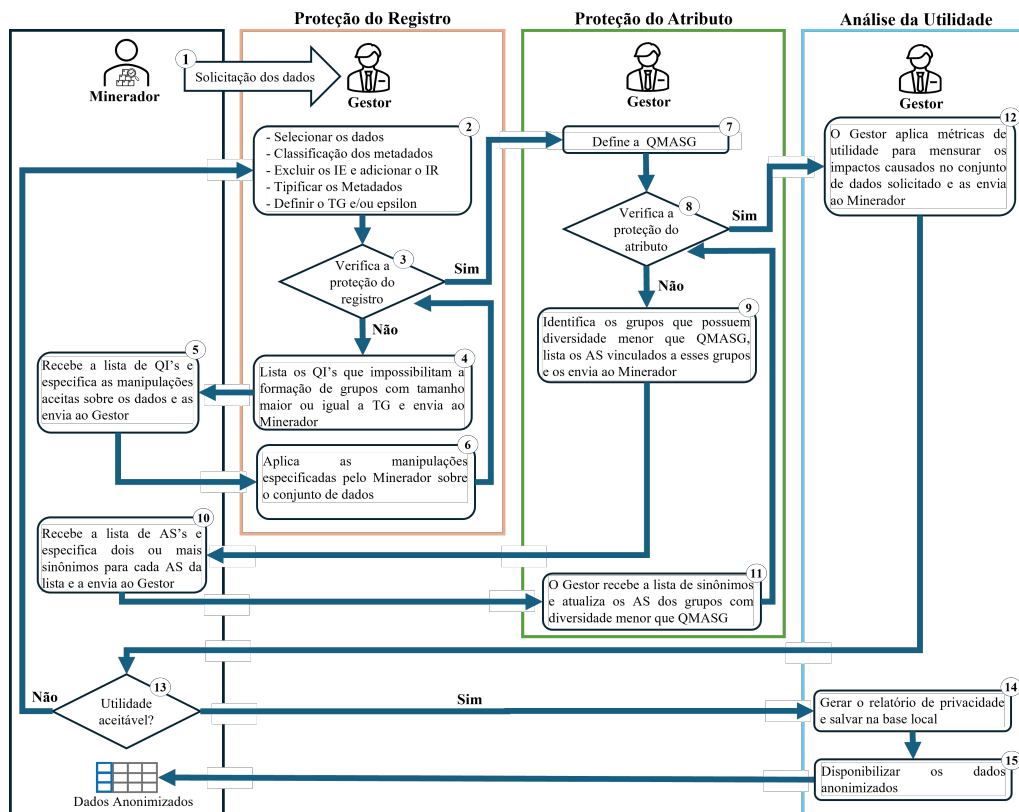 Proteção do Registro
Proteção do Atributo
Análise da Utilidade
Minerador
1
Solicitação dos dados
Gestor
Gestor
Gestor
2
- Selecionar os dados
- Classificação dos metadados
- Excluir os IE e adicionar o IR
- Tipificar os Metadados
- Definir o TG e/ou epsilon
3
Verifica a
proteção do
registro
Sim
Não
4
Lista os QI's que impossibilitam a
formação de grupos com tamanho
maior ou igual a TG e envia ao
Minerador
5
Recebe a lista de QI's e
especifica as manipulações
aceitas sobre os dados e as
envia ao Gestor
6
Aplica as manipulações
especificadas pelo Minerador sobre
o conjunto de dados
7
Define a QMASG
8
Verifica a
proteção do
atributo
Sim
Não
9
Identifica os grupos que possuem
diversidade menor que QMASG,
lista os AS vinculados a esses grupos
e os envia ao Minerador
10
Recebe a lista de AS's e
especifica dois ou mais
sinônimos para cada AS da
lista e a envia ao Gestor
11
O Gestor recebe a lista de sinônimos
e atualiza os AS dos grupos com
diversidade menor que QMASG
12
O Gestor aplica métricas de
utilidade para mensurar os
impactos causados no conjunto
de dados solicitado e as envia
ao Minerador
13
Utilidade
aceitável?
Não
Sim
14
Gerar o relatório de privacidade
e salvar na base local
15
Disponibilizar os dados
anonimizados
Dados Anonimizados